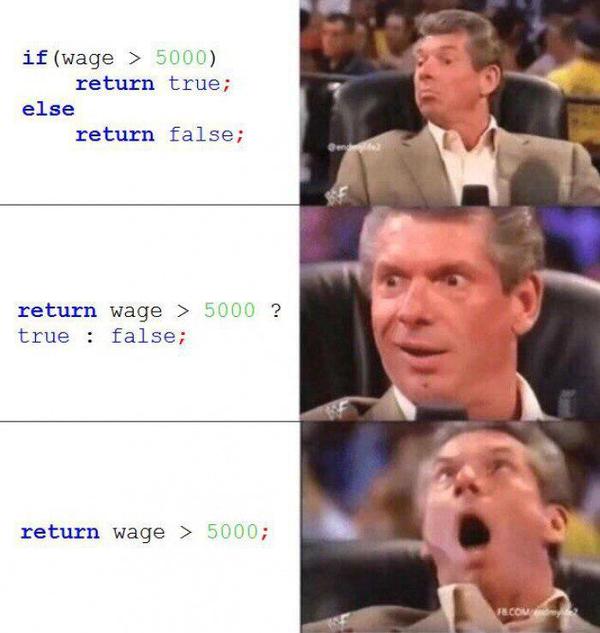 if(wage > 5000)
return true;
else
return false;
return wage > 5000 ?
true : false;
return wage > 5000;